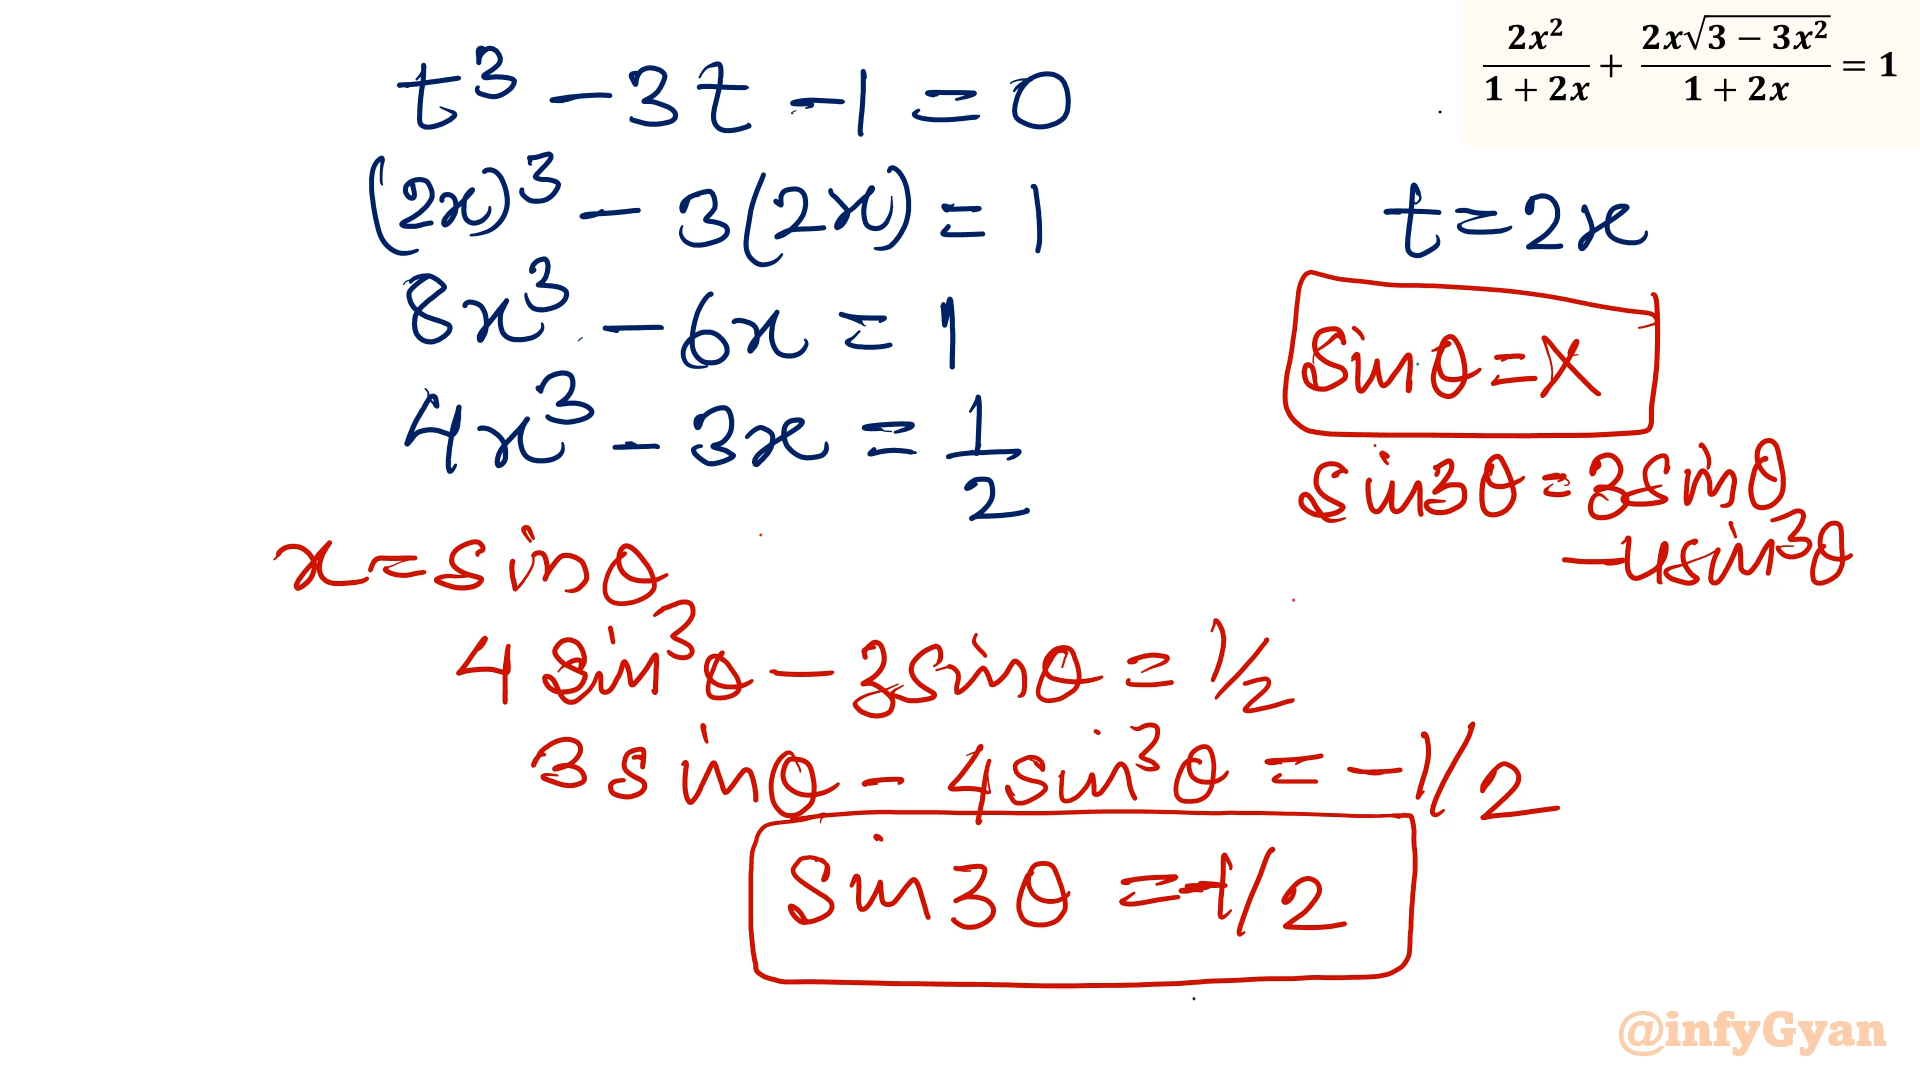 t³ - 3t - 1 = 0
2x²/(1 + 2x) + 2x√(3 − 3x²)/(1 + 2x) = 1
(2x)³ - 3(2x) = 1
t = 2x
8x³ - 6x = 1
sinθ = x
4x³ - 3x = 1/2
sin3θ = 3sinθ
- 4sin³θ
x = sinθ
4 sin³θ - 3sinθ = 1/2
3sinθ - 4sin³θ = -1/2
Sin3θ = -1/2
@infyGyan